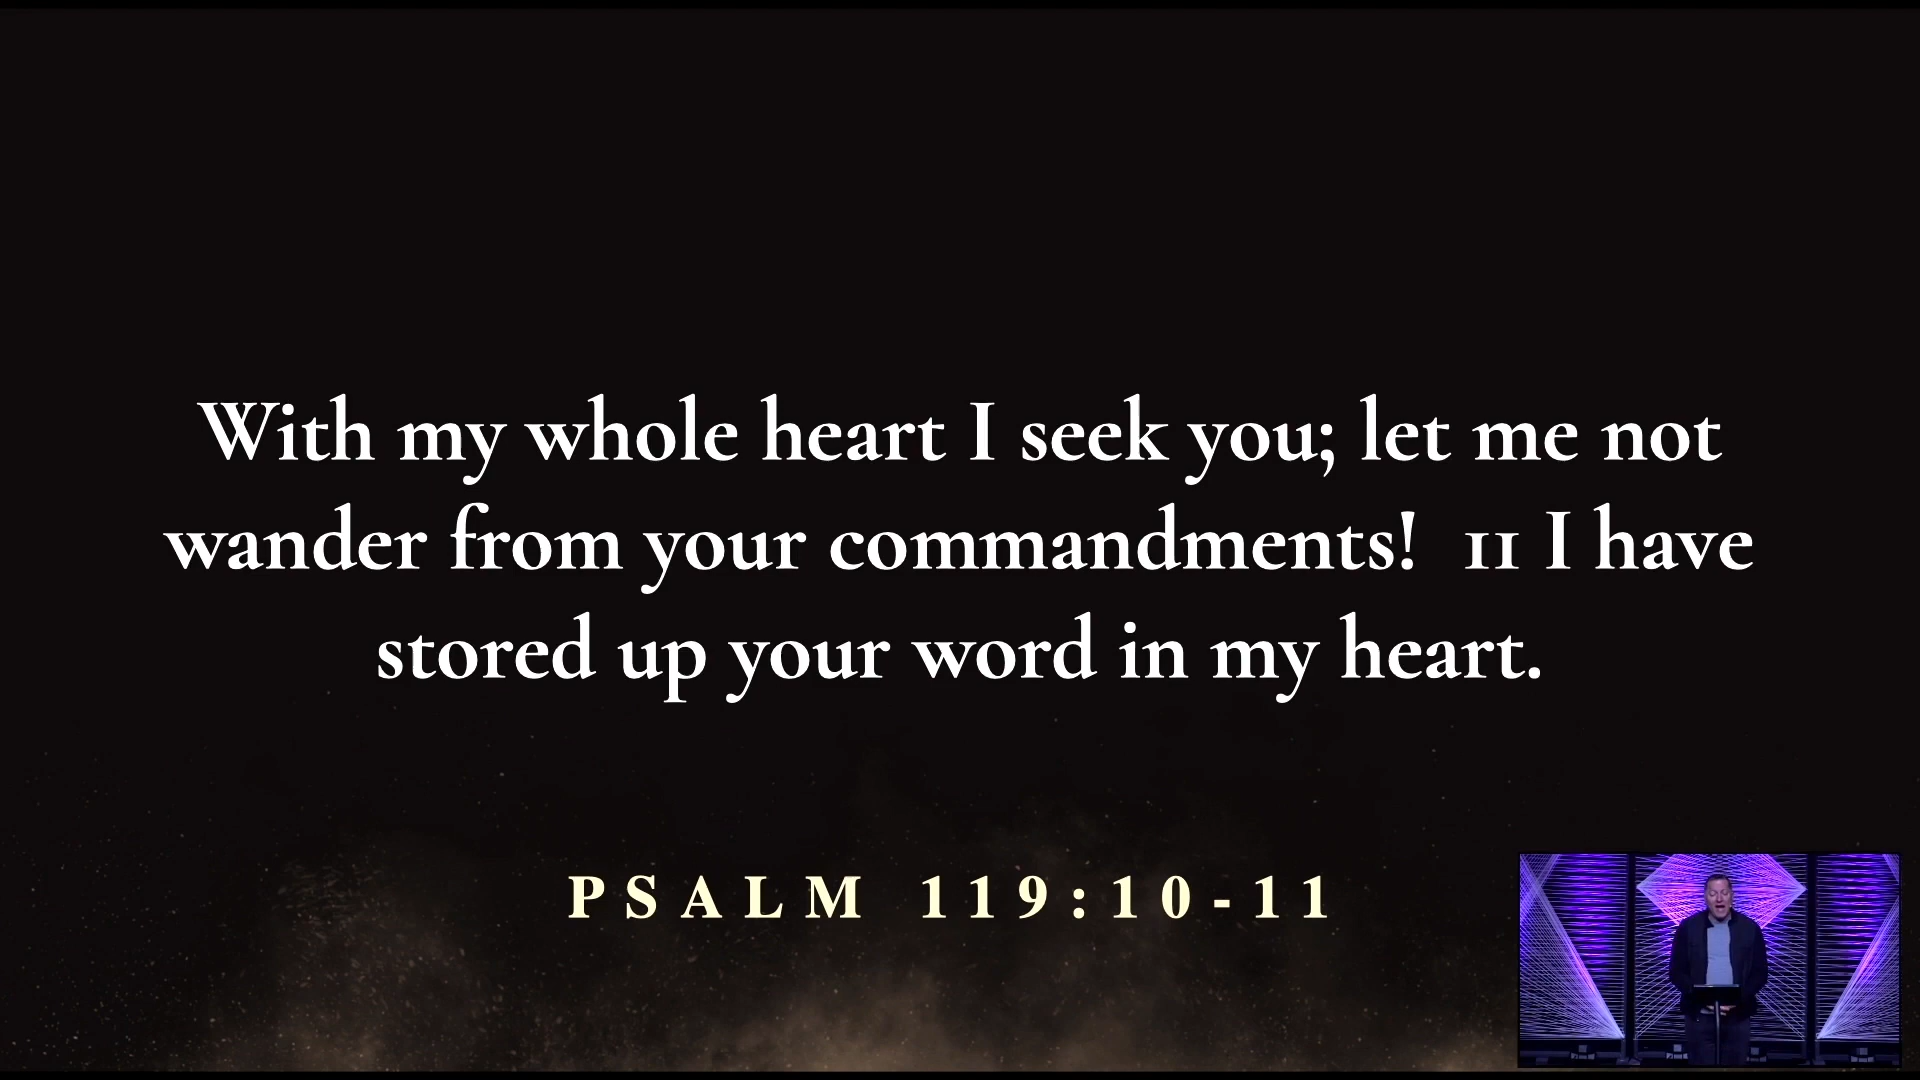 With my whole heart I seek you; let me not
wander from your commandments!  11 I have
stored up your word in my heart.
PSALM 119:10-11